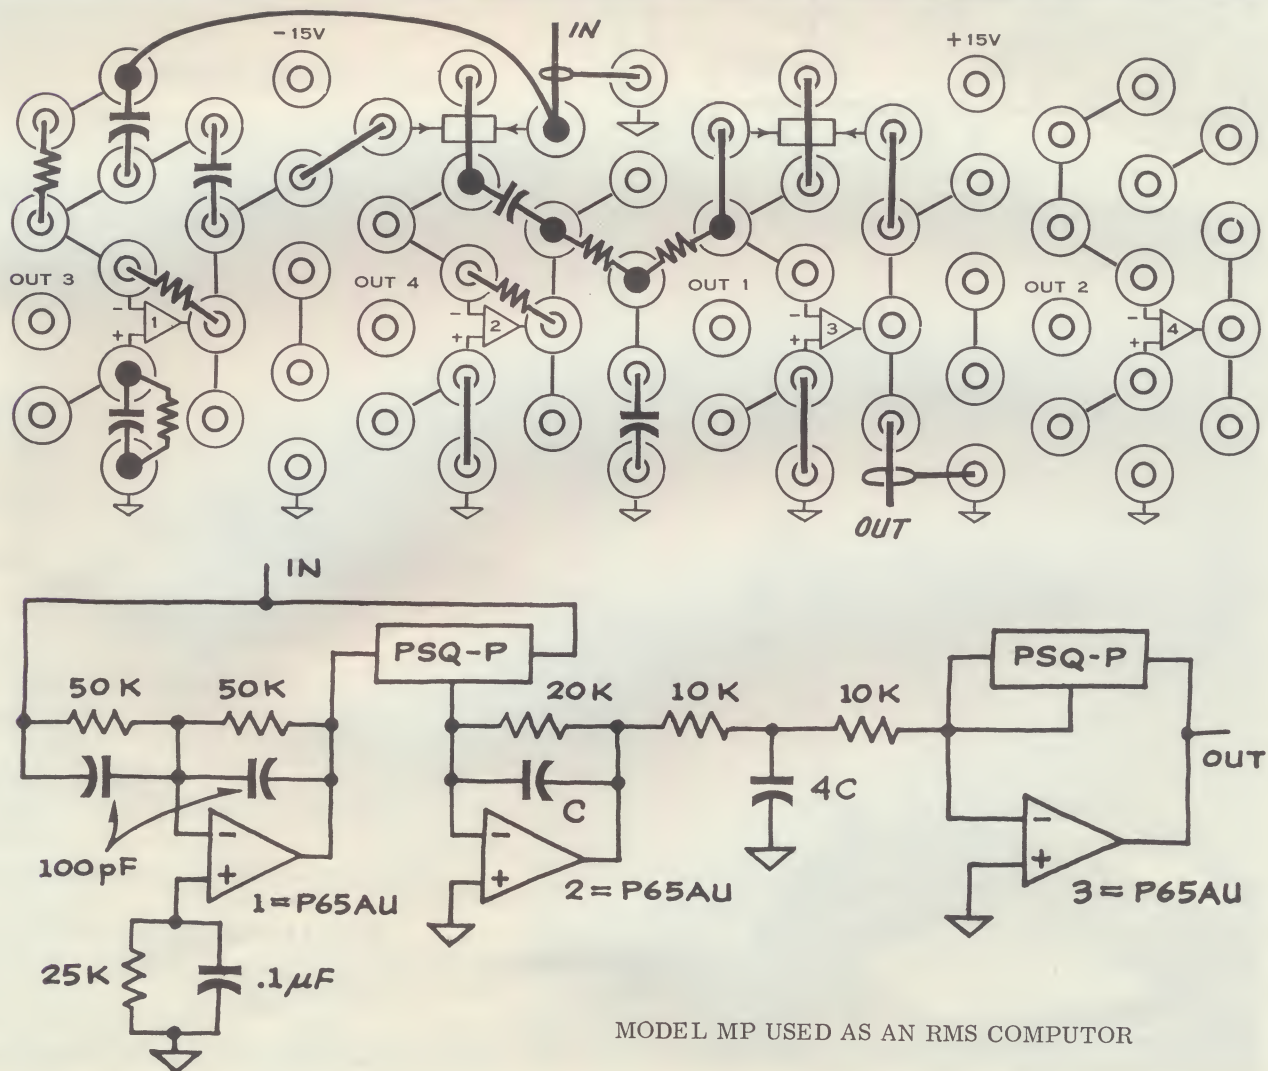 IN
- 15V
+ 15V
OUT 3
OUT 4
OUT 1
OUT 2
-
+
1
-
+
2
-
+
3
-
+
4
OUT
IN
PSQ-P
PSQ-P
50K
50K
20K
10K
10K
OUT
100pF
C
4C
-
+
-
+
-
+
1=P65AU
2=P65AU
3=P65AU
25K
.1μF
MODEL MP USED AS AN RMS COMPUTOR